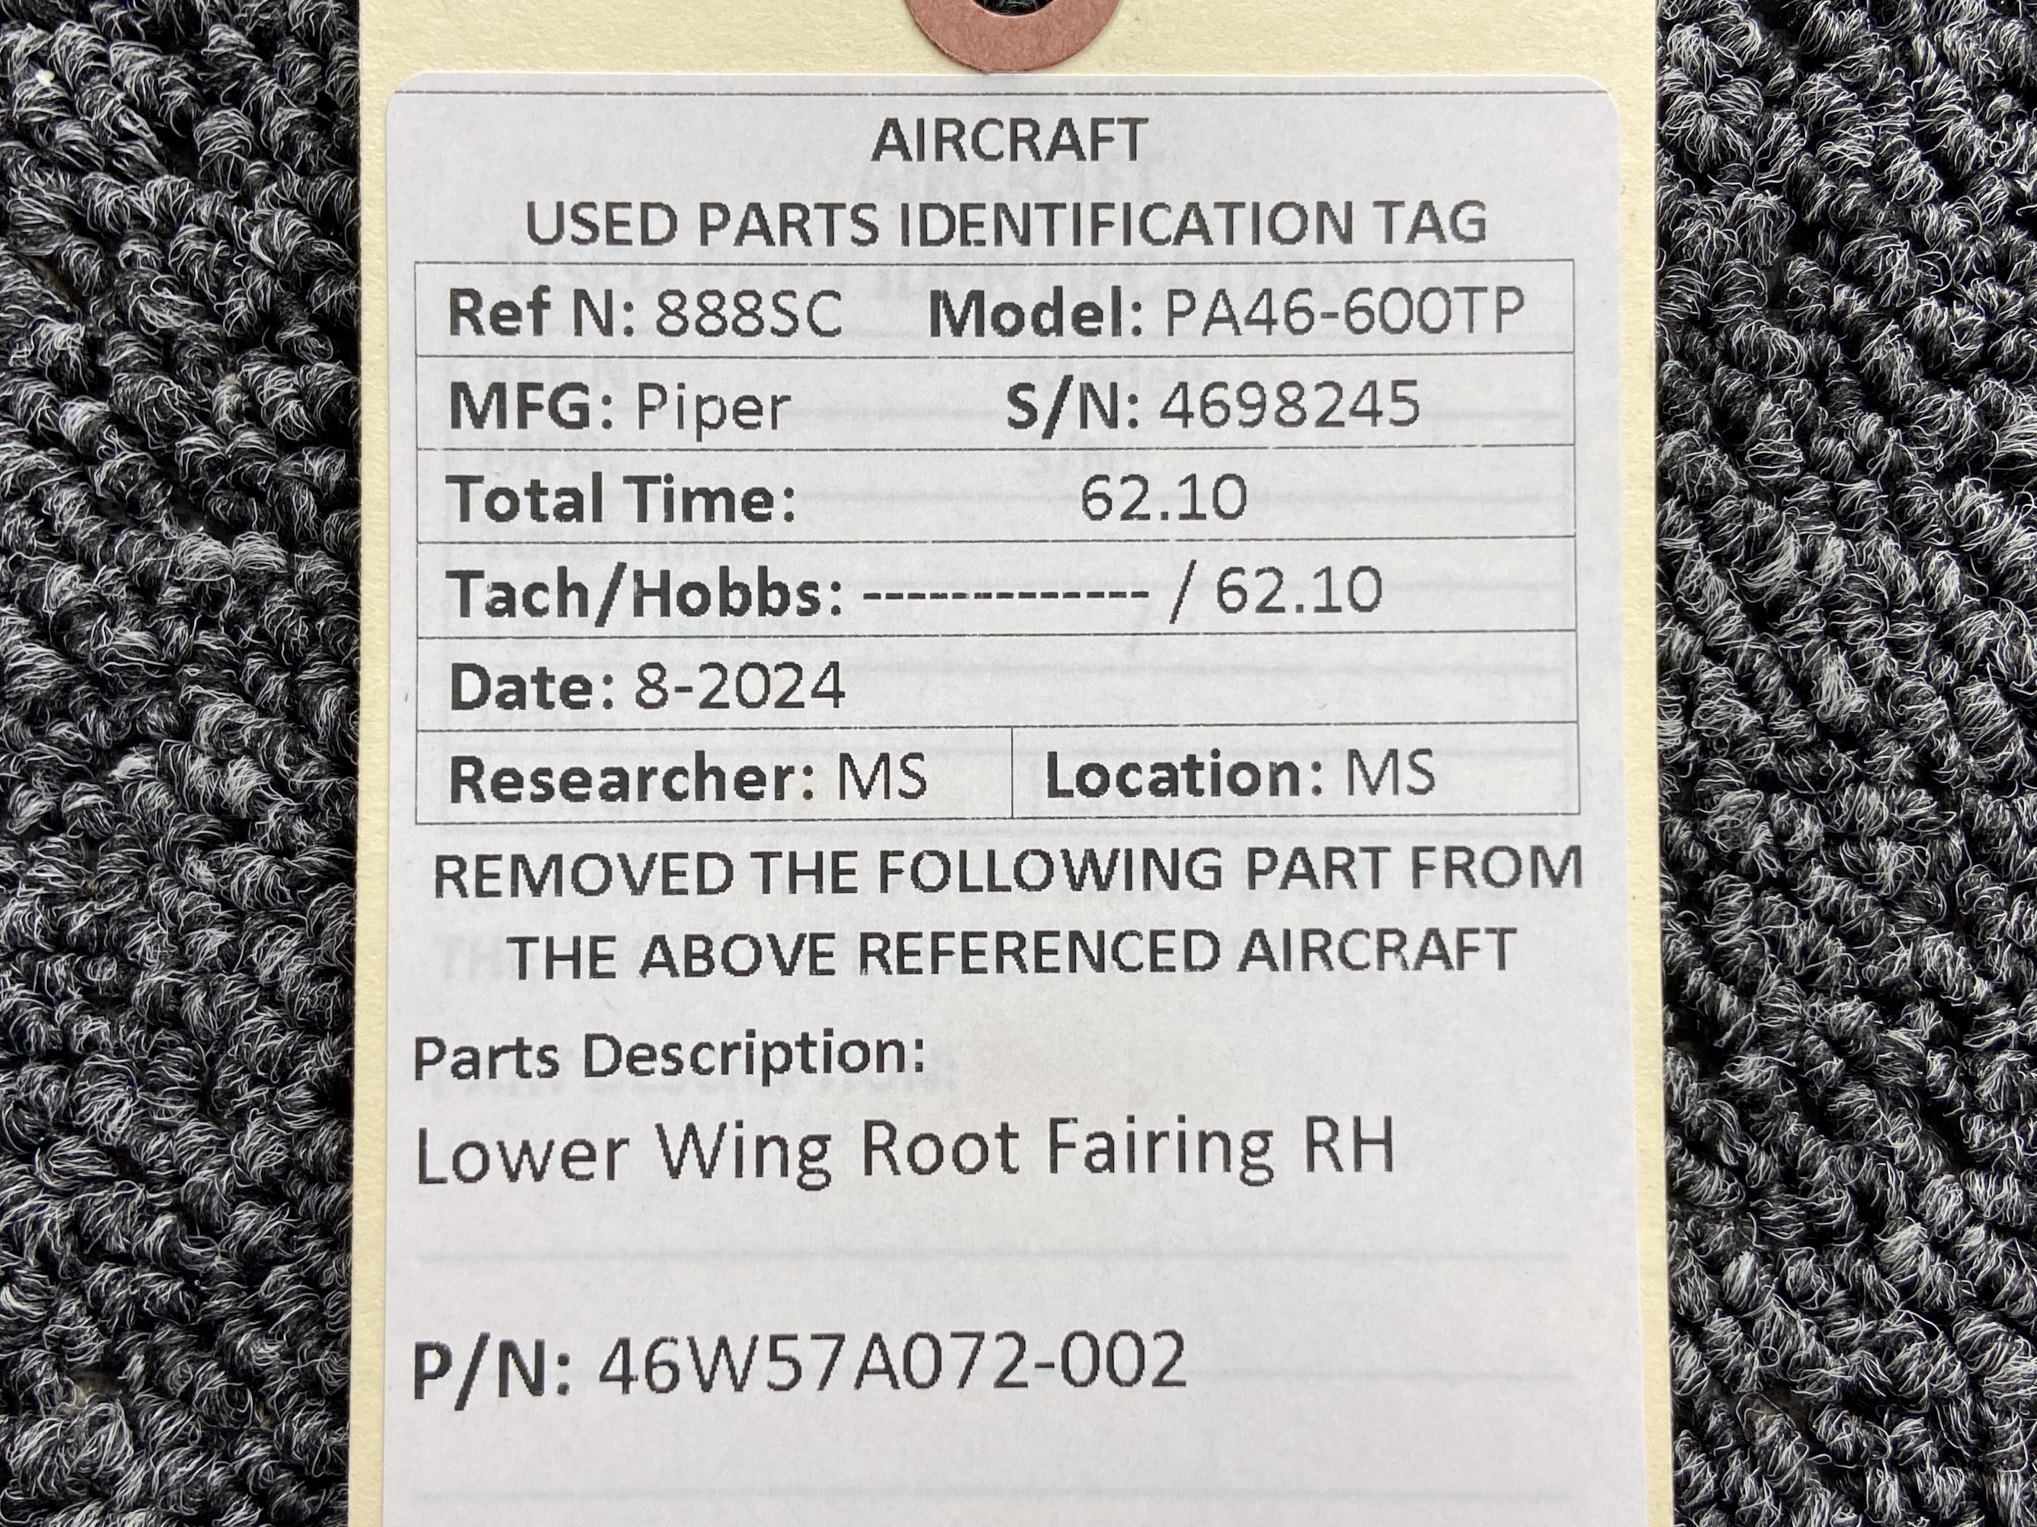 AIRCRAFT
USED PARTS IDENTIFICATION TAG
Ref N: 888SC Model: PA46-600TP
MFG: Piper S/N: 4698245
Total Time: 62.10
Tach/Hobbs: ------------- / 62.10
Date: 8-2024
Researcher: MS Location: MS
REMOVED THE FOLLOWING PART FROM
THE ABOVE REFERENCED AIRCRAFT
Parts Description:
Lower Wing Root Fairing RH
P/N: 46W57A072-002